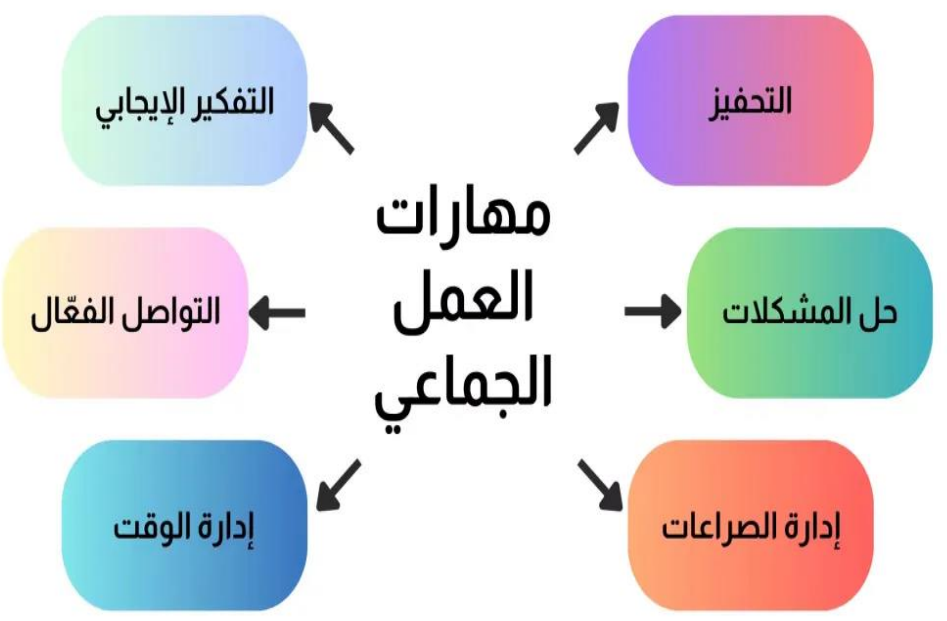 مهارات
العمل
الجماعي
التحفيز
حل المشكلات
إدارة الصراعات
التفكير الإيجابي
التواصل الفعّال
إدارة الوقت